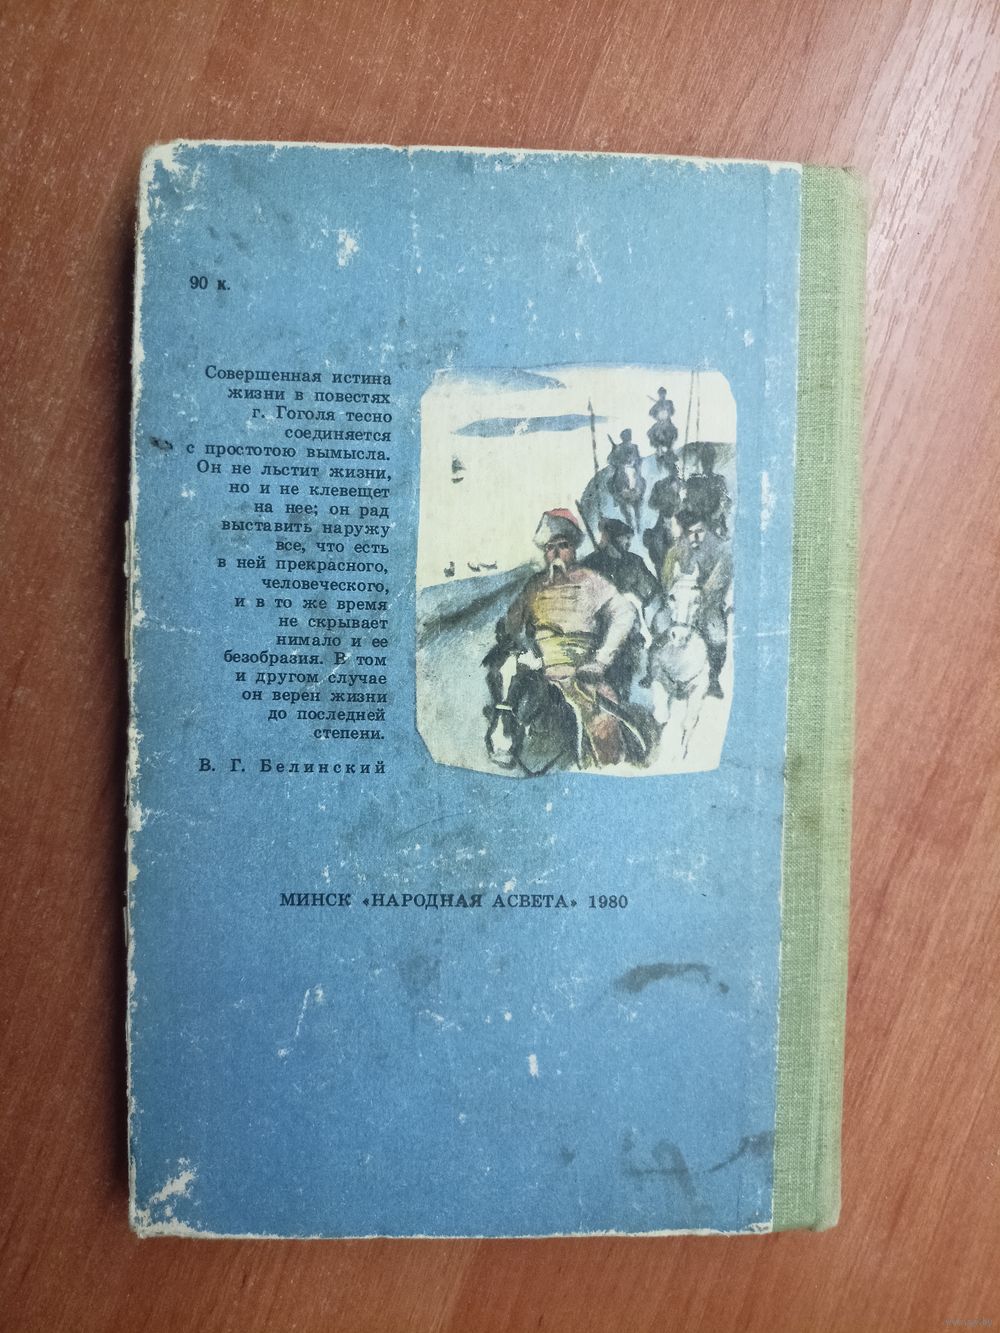 90 к.
Совершенная истина
жизни в повестях
г. Гоголя тесно
соединяется
с простотою вымысла.
Он не льстит жизни,
но и не клевещет
на нее; он рад
выставить наружу
все, что есть
в ней прекрасного,
человеческого,
и в то же время
не скрывает
нимало и ее
безобразия. В том
и другом случае
он верен жизни
до последней
степени.
В. Г. Белинский
МИНСК «НАРОДНАЯ АСВЕТА» 1980